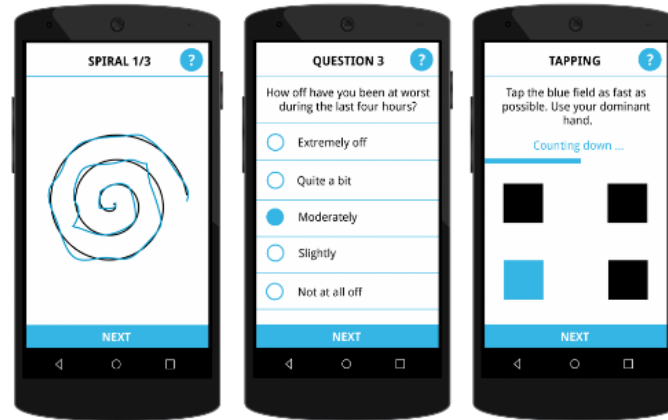 SPIRAL 1/3
?
NEXT
QUESTION 3
?
How off have you been at worst
during the last four hours?
Extremely off
Quite a bit
Moderately
Slightly
Not at all off
NEXT
TAPPING
?
Tap the blue field as fast as
possible. Use your dominant
hand.
Counting down ...
NEXT